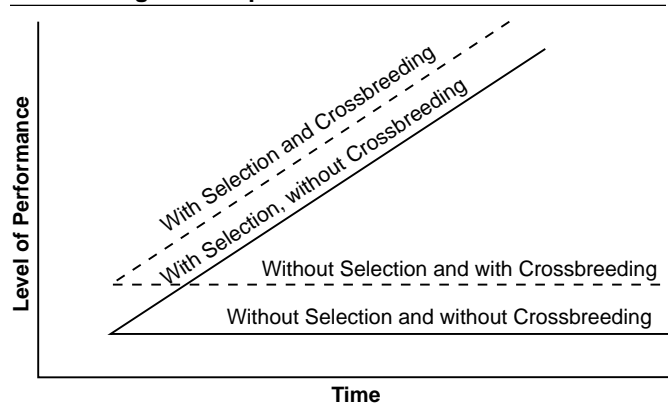 With Selection and Crossbreeding
With Selection, without Crossbreeding
Without Selection and with Crossbreeding
Without Selection and without Crossbreeding
Level of Performance
Time